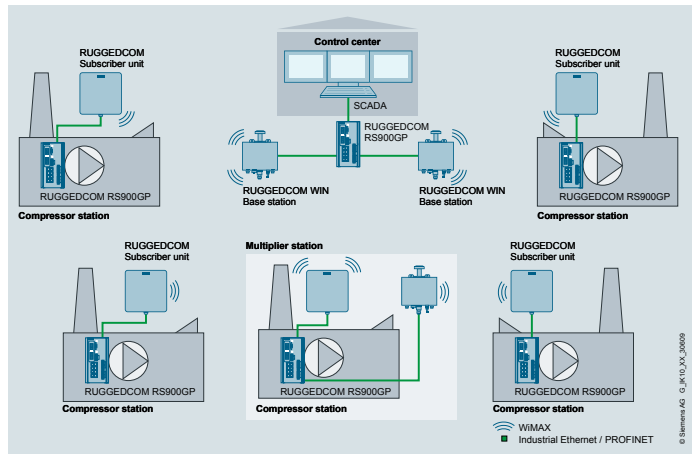 Control center
RUGGEDCOM
Subscriber unit
RUGGEDCOM
Subscriber unit
SCADA
RUGGEDCOM
RS900GP
RUGGEDCOM WIN
Base station
RUGGEDCOM WIN
Base station
RUGGEDCOM RS900GP
Compressor station
RUGGEDCOM RS900GP
Compressor station
RUGGEDCOM
Subscriber unit
Multiplier station
RUGGEDCOM
Subscriber unit
RUGGEDCOM RS900GP
Compressor station
RUGGEDCOM RS900GP
Compressor station
RUGGEDCOM RS900GP
Compressor station
WiMAX
Industrial Ethernet / PROFINET
© Siemens AG G_IK10_XX_30609